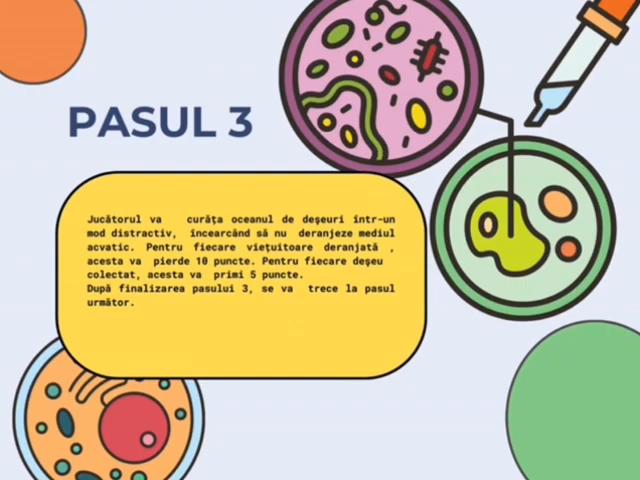 PASUL 3
Jucătorul va curăța oceanul de deșeuri într-un
mod distractiv, încearcând să nu deranjeze mediul
acvatic. Pentru fiecare viețuitoare deranjată ,
acesta va pierde 10 puncte. Pentru fiecare deșeu
colectat, acesta va primi 5 puncte.
După finalizarea pasului 3, se va trece la pasul
următor.